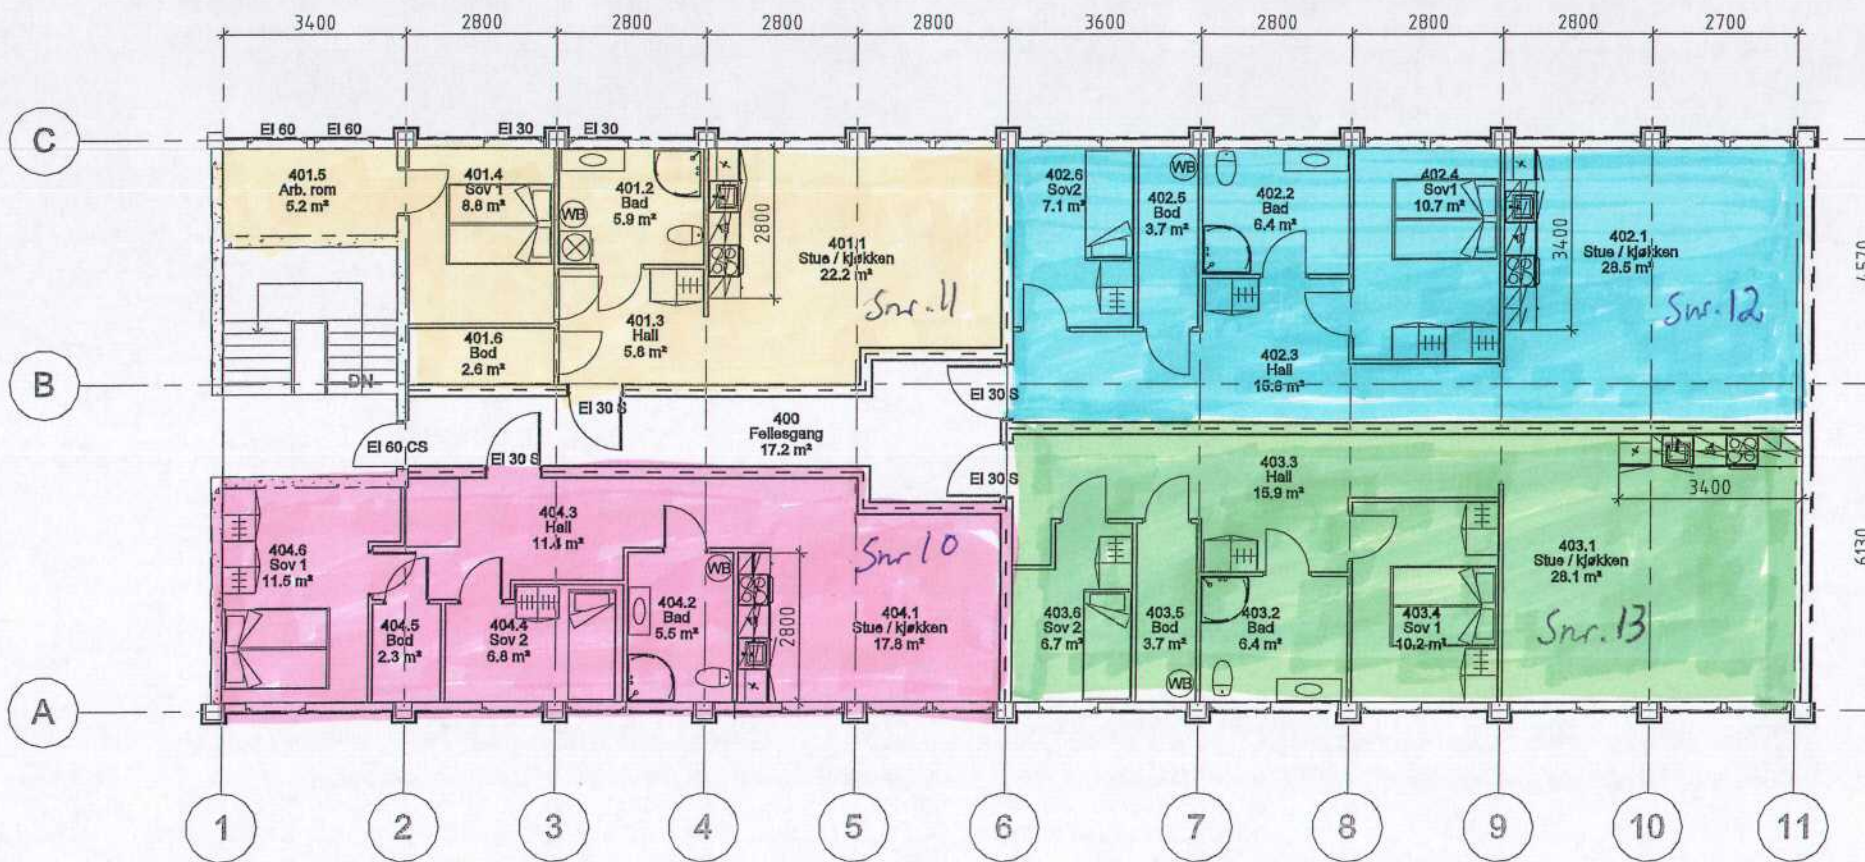 3400 2800 2800 2800 2800 3600 2800 2800 2800 2700
C
EI 60 EI 60 EI 30 EI 30
401.5
Arb. rom
5.2 m²
401.4
Sov 1
8.8 m²
401.2
Bad
5.9 m²
WB
2800
401.1
Stue / kjøkken
22.2 m²
Snr. 11
401.3
Hall
5.8 m²
401.6
Bod
2.6 m²
402.6
Sov2
7.1 m²
402.5
Bod
3.7 m²
WB
402.2
Bad
6.4 m²
402.4
Sov1
10.7 m²
3400
402.1
Stue / kjøkken
28.5 m²
Snr. 12
402.3
Hall
15.6 m²
4570
DN
B
EI 30 S
EI 30 S
400
Fellesgang
17.2 m²
EI 60 CS
EI 30 S
EI 30 S
404.3
Hall
11.4 m²
Snr 10
404.6
Sov 1
11.5 m²
404.5
Bod
2.3 m²
404.4
Sov 2
6.8 m²
404.2
Bad
5.5 m²
WB
2800
404.1
Stue / kjøkken
17.8 m²
403.3
Hall
15.9 m²
3400
403.1
Stue / kjøkken
28.1 m²
Snr. 13
403.6
Sov 2
6.7 m²
403.5
Bod
3.7 m²
WB
403.2
Bad
6.4 m²
403.4
Sov 1
10.2 m²
6130
A
1 2 3 4 5 6 7 8 9 10 11